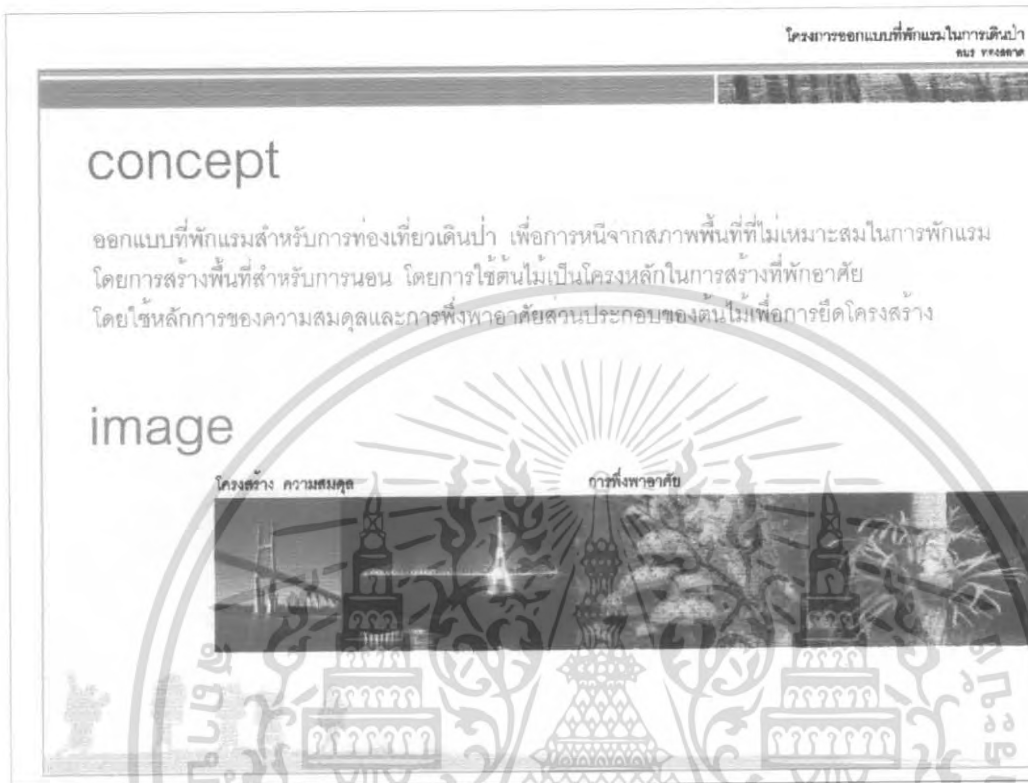 โครงการออกแบบที่พักแรมในการเดินป่า
concept
ออกแบบที่พักแรมสำหรับการท่องเที่ยวเดินป่า เพื่อการหนีจากสภาพพื้นที่ที่ไม่เหมาะสมในการพักแรม
โดยการสร้างพื้นที่สำหรับการนอน โดยการใช้ต้นไม้เป็นโครงหลักในการสร้างที่พักอาศัย
โดยใช้หลักการของความสมดุลและการพึ่งพาอาศัยส่วนประกอบของต้นไม้เพื่อการยึดโครงสร้าง
image
โครงสร้าง ความสมดุล การพึ่งพาอาศัย